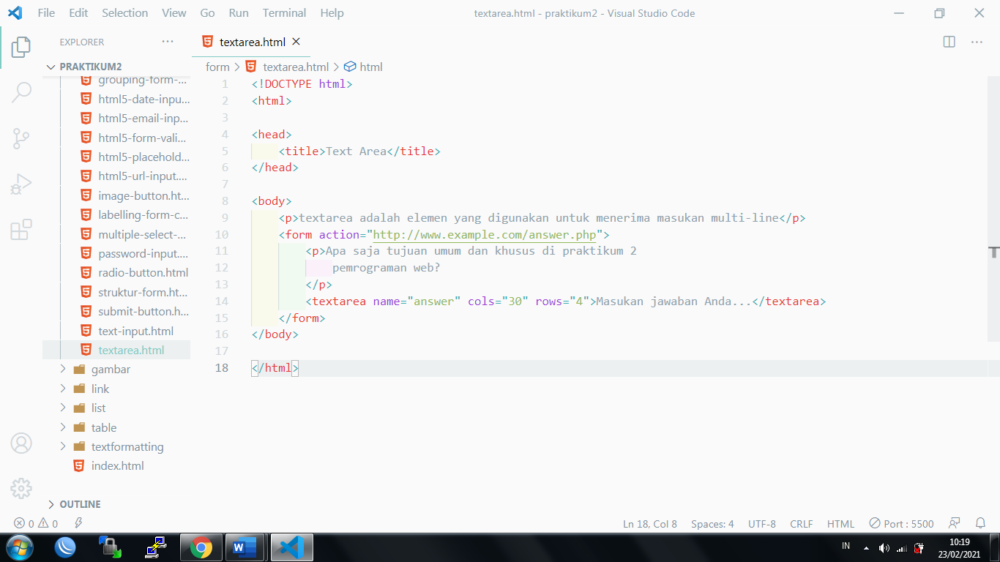 File Edit Selection View Go Run Terminal Help textarea.html - praktikum2 - Visual Studio Code
EXPLORER ... textarea.html
PRAKTIKUM2
grouping-form-...
html5-date-inpu...
html5-email-inp...
html5-form-vali...
html5-placehold...
html5-url-input....
image-button.ht...
labelling-form-c...
multiple-select-...
password-input....
radio-button.html
struktur-form.ht...
submit-button.h...
text-input.html
textarea.html
gambar
link
list
table
textformatting
index.html
OUTLINE
form > textarea.html > html
1 <!DOCTYPE html>
2 <html>
3
4 <head>
5 <title>Text Area</title>
6 </head>
7
8 <body>
9 <p>textarea adalah elemen yang digunakan untuk menerima masukan multi-line</p>
10 <form action="http://www.example.com/answer.php">
11 <p>Apa saja tujuan umum dan khusus di praktikum 2
12 pemrograman web?
13 </p>
14 <textarea name="answer" cols="30" rows="4">Masukan jawaban Anda...</textarea>
15 </form>
16 </body>
17
18 </html>
0 0 Ln 18, Col 8 Spaces: 4 UTF-8 CRLF HTML Port : 5500
IN 10:19
23/02/2021